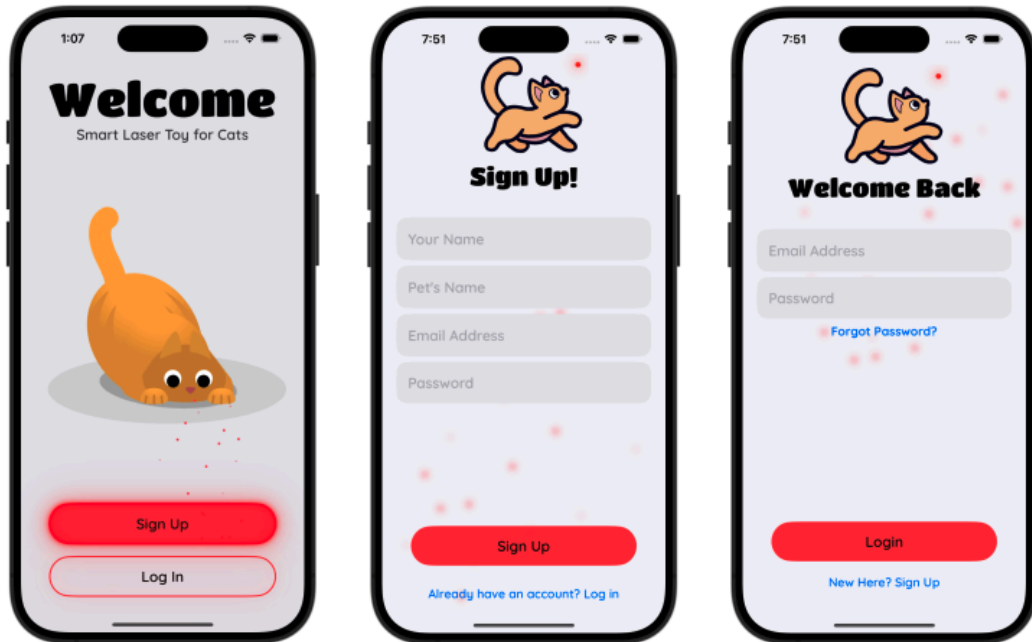 1:07
Welcome
Smart Laser Toy for Cats
Sign Up
Log In
7:51
Sign Up!
Your Name
Pet's Name
Email Address
Password
Sign Up
Already have an account? Log in
7:51
Welcome Back
Email Address
Password
Forgot Password?
Login
New Here? Sign Up